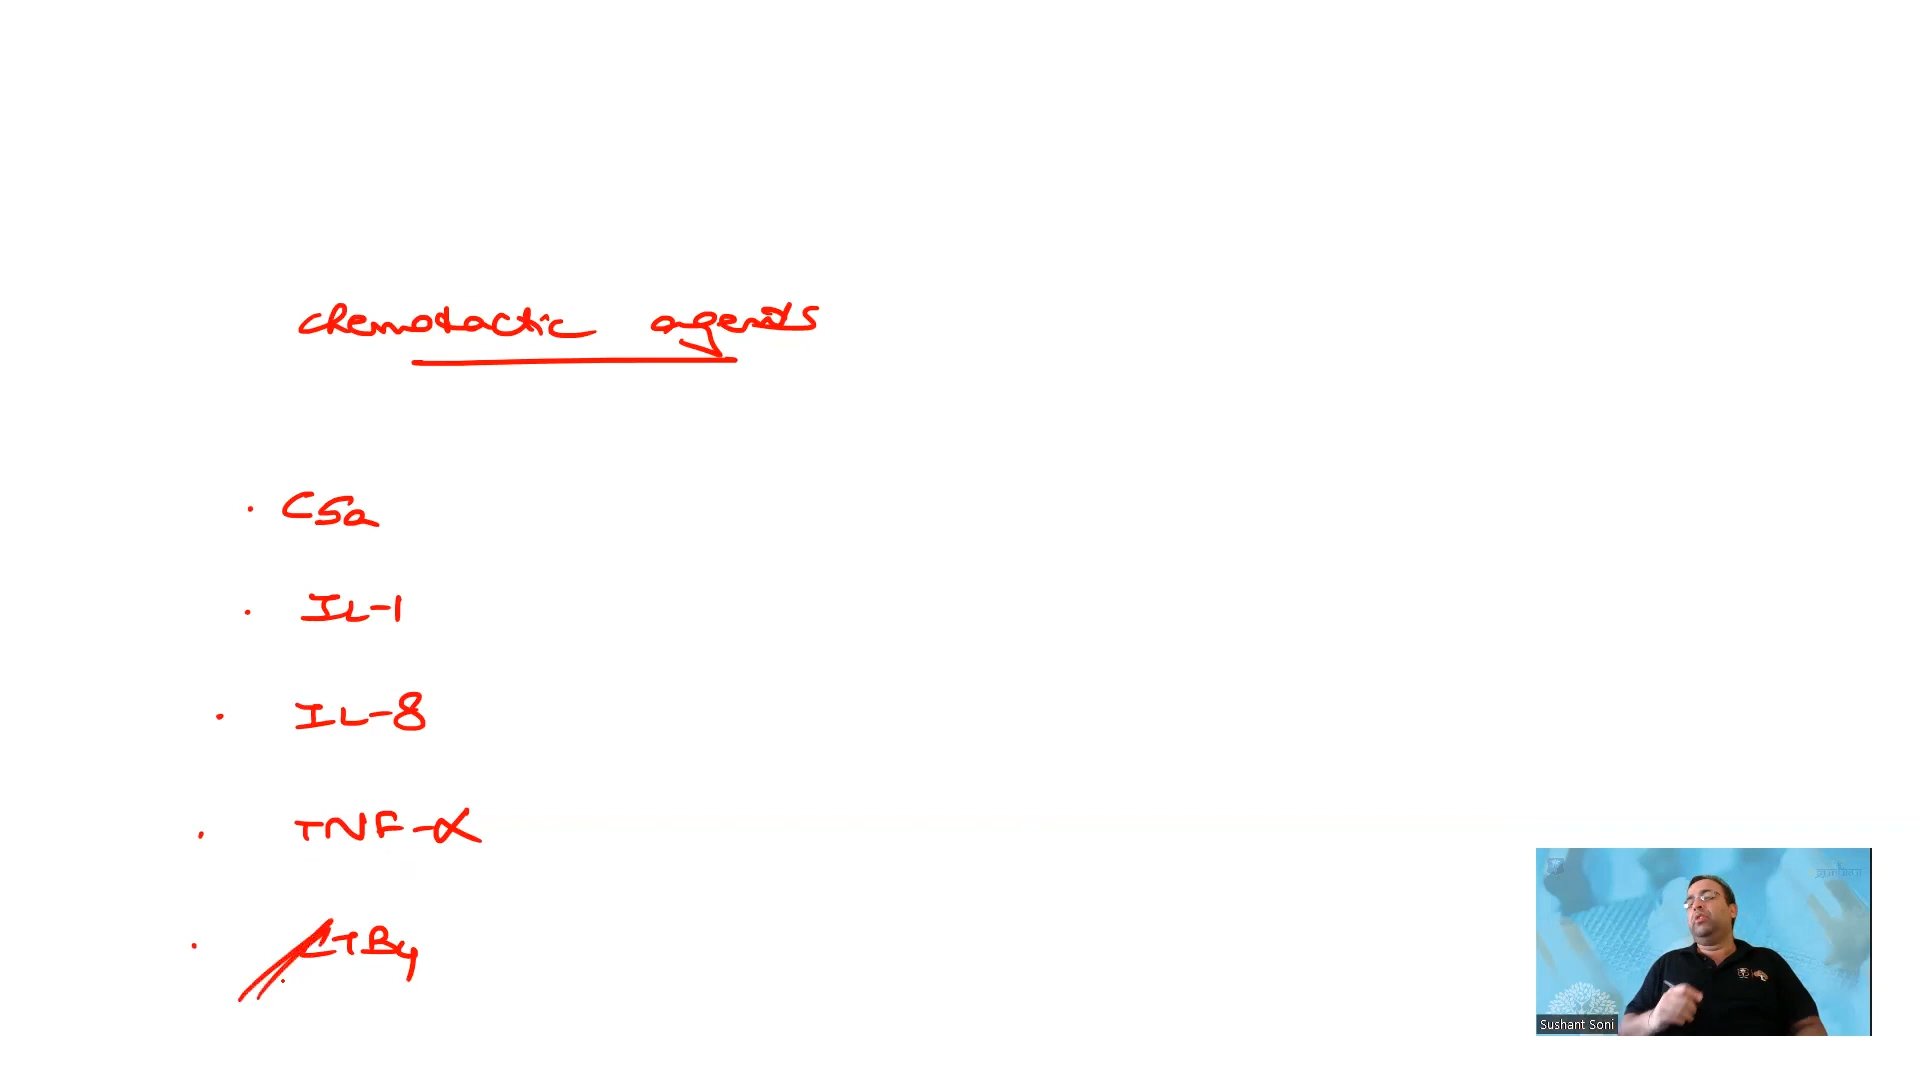 chemotactic agents
· C5a
· IL-1
· IL-8
· TNF-α
· LTB4
Sushant Soni